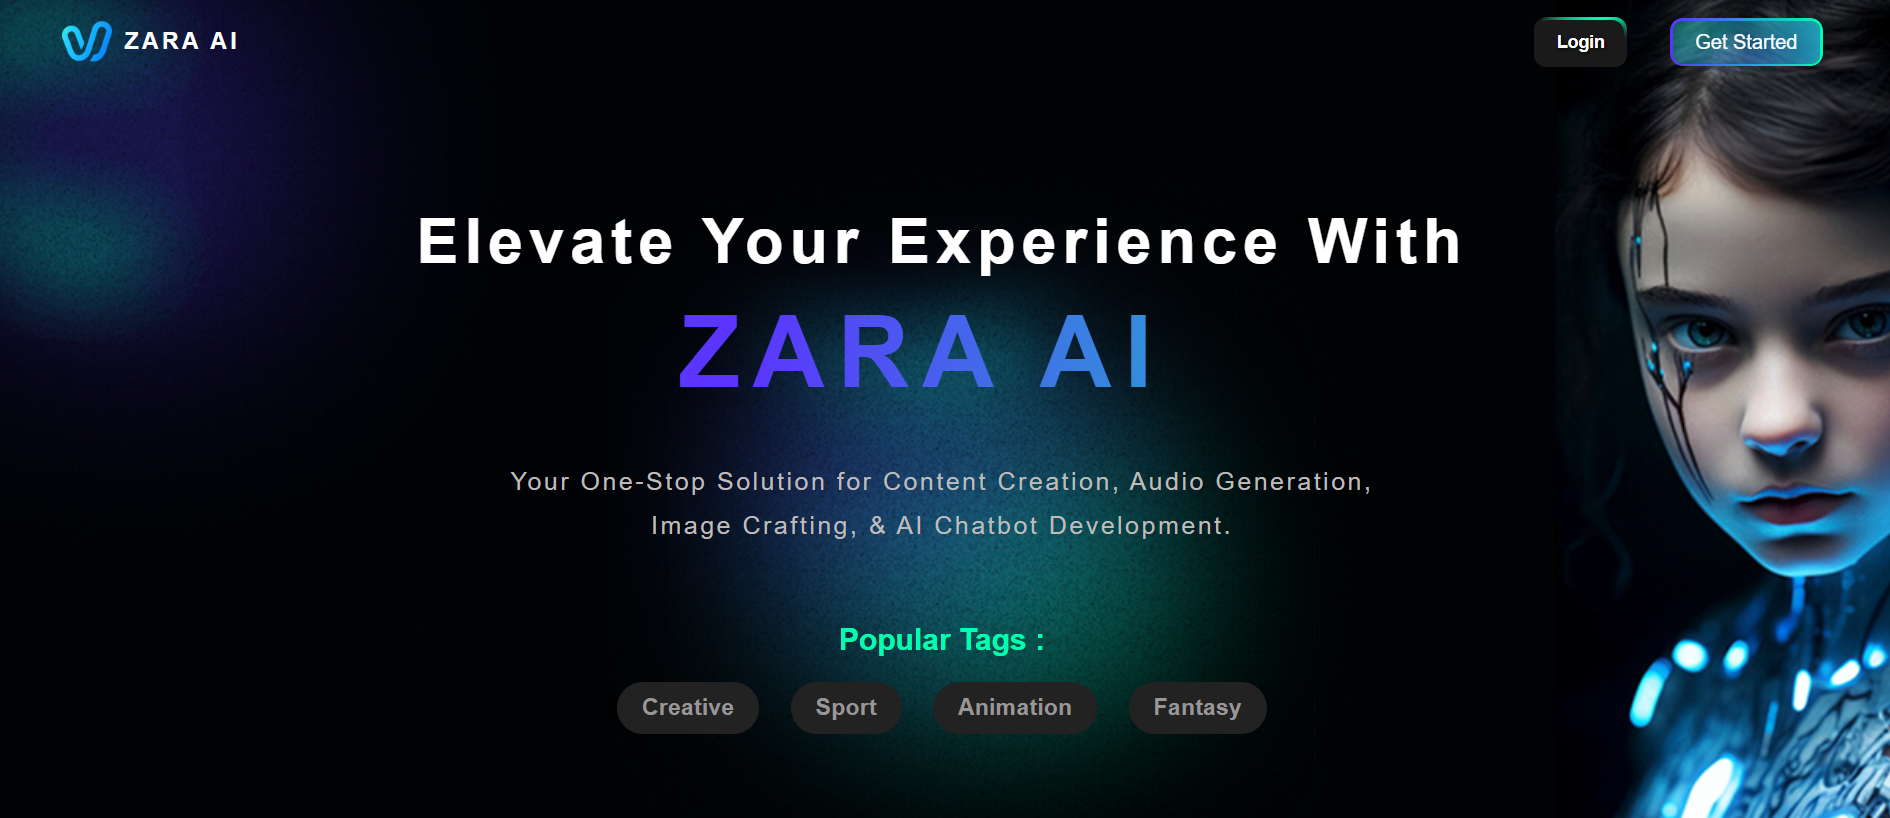 ZARA AI
Login
Get Started
Elevate Your Experience With
ZARA AI
Your One-Stop Solution for Content Creation, Audio Generation,
Image Crafting, & AI Chatbot Development.
Popular Tags :
Creative
Sport
Animation
Fantasy